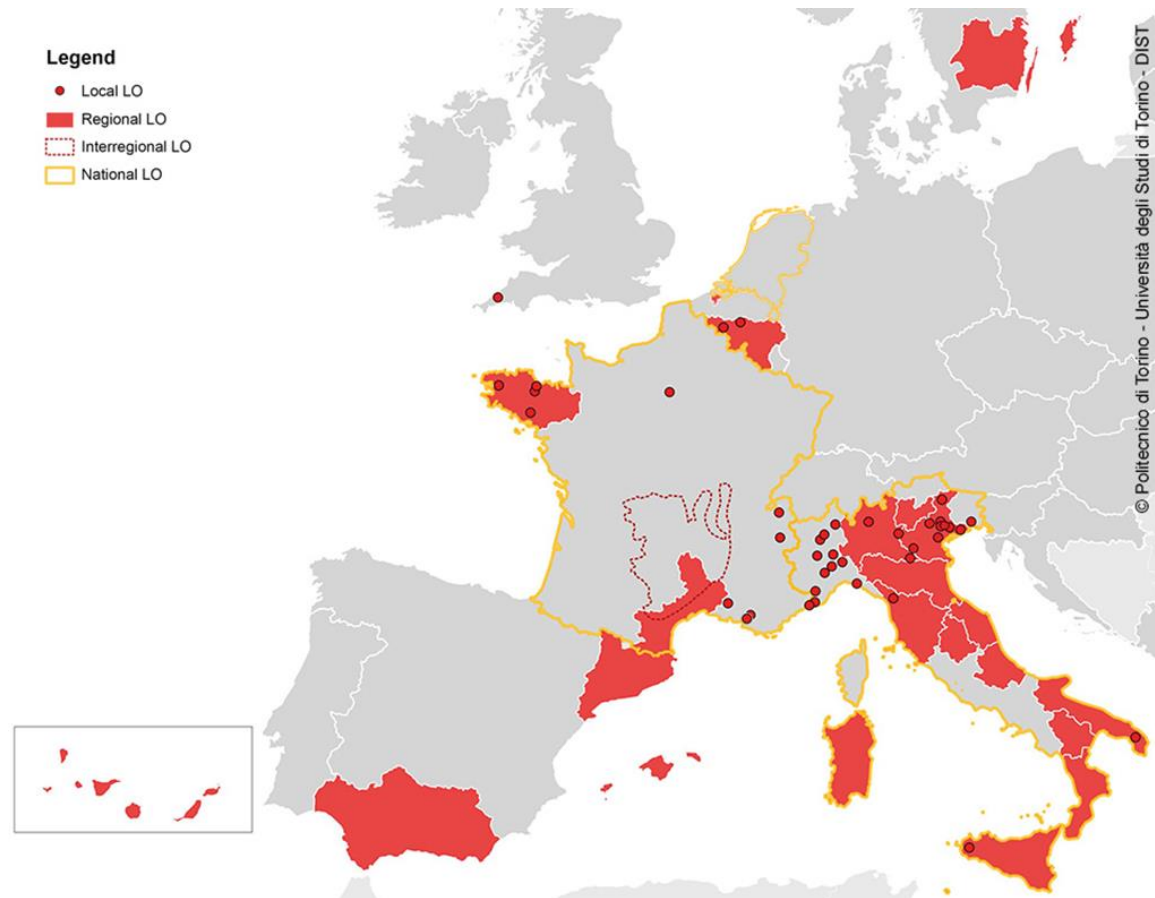 Legend
Local LO
Regional LO
Interregional LO
National LO
© Politecnico di Torino - Università degli Studi di Torino - DIST